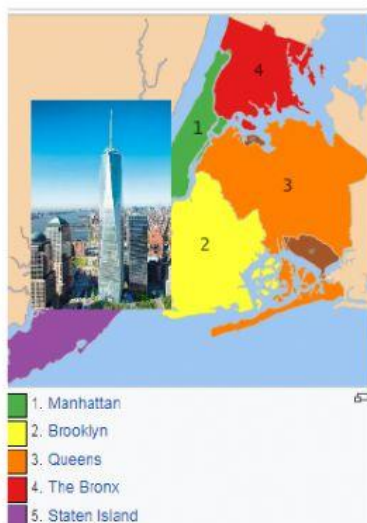 4
1
3
2
1. Manhattan
2. Brooklyn
3. Queens
4. The Bronx
5. Staten Island